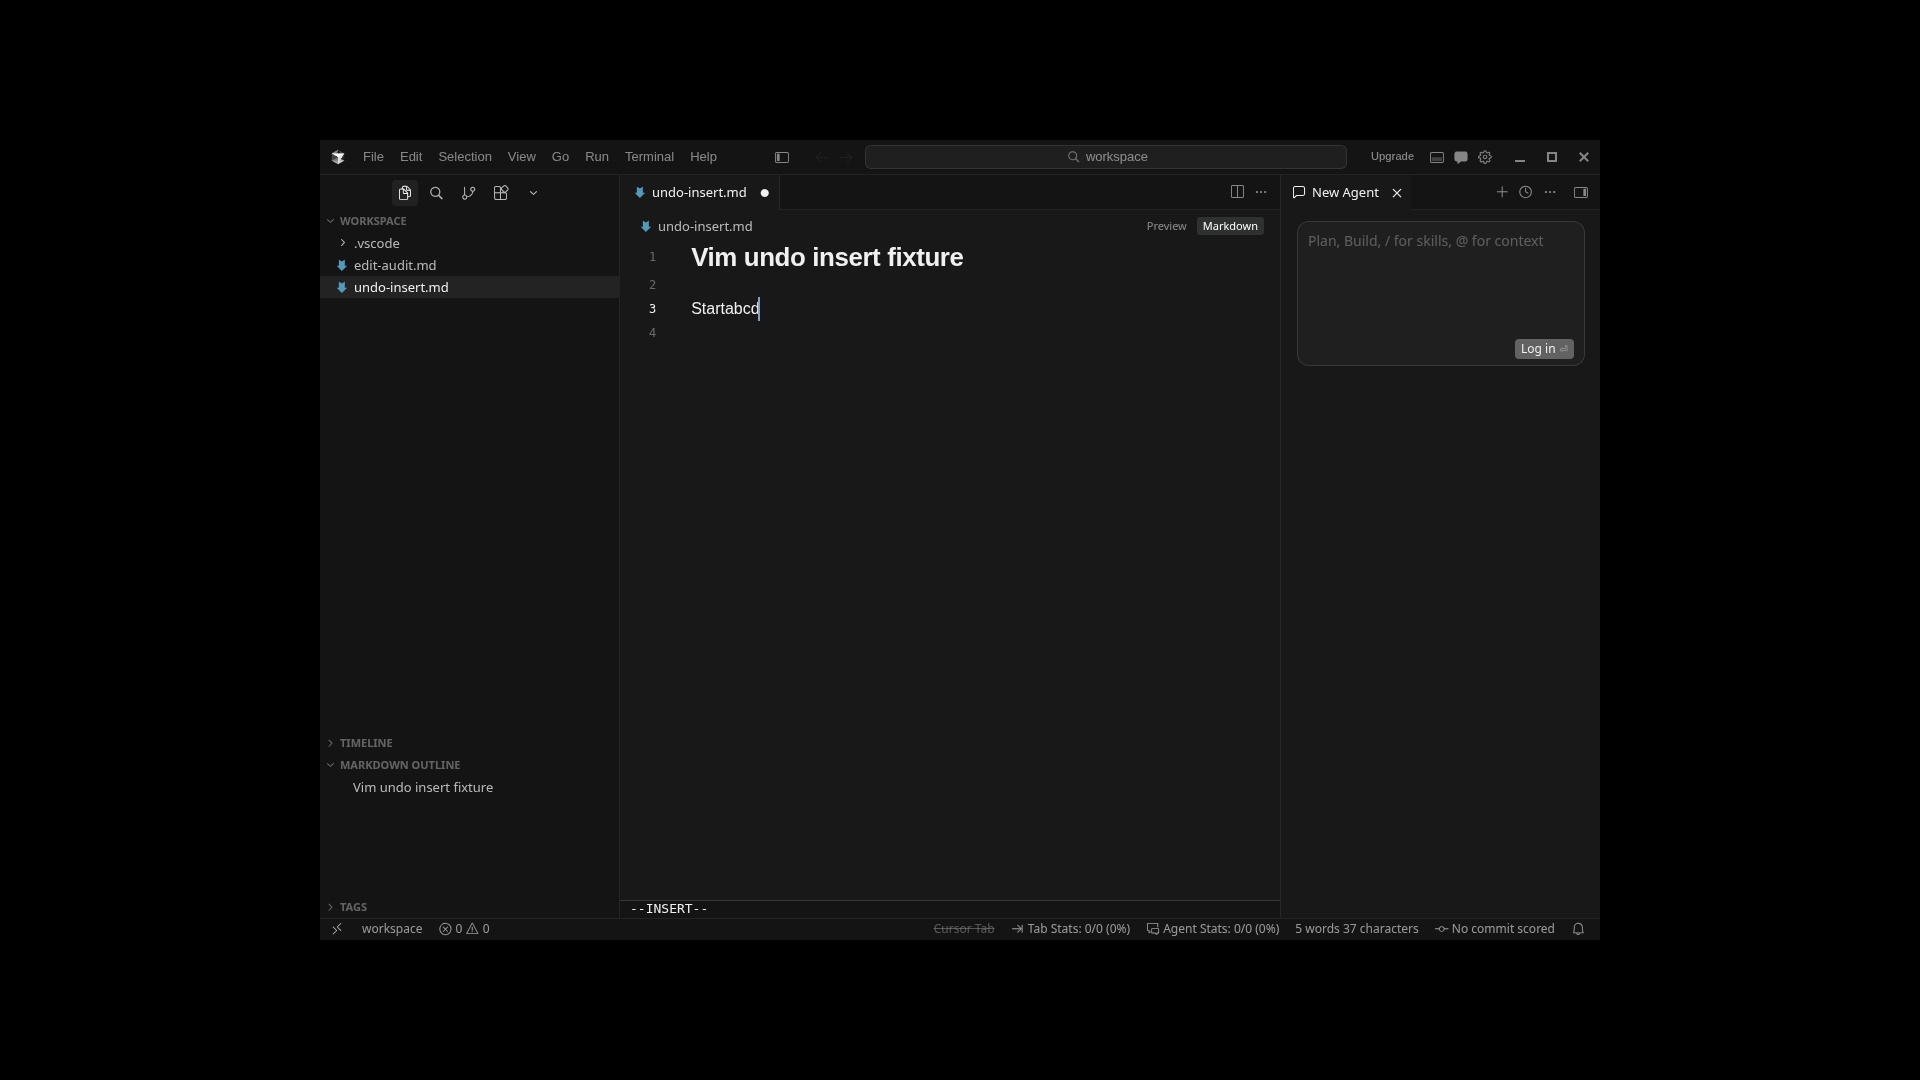 File Edit Selection View Go Run Terminal Help
workspace
Upgrade
WORKSPACE
.vscode
edit-audit.md
undo-insert.md
TIMELINE
MARKDOWN OUTLINE
Vim undo insert fixture
TAGS
undo-insert.md
undo-insert.md
Preview Markdown
1 Vim undo insert fixture
2
3 Startabcd
4
--INSERT--
New Agent
Plan, Build, / for skills, @ for context
Log in
workspace 0 0
Cursor Tab Tab Stats: 0/0 (0%) Agent Stats: 0/0 (0%) 5 words 37 characters No commit scored